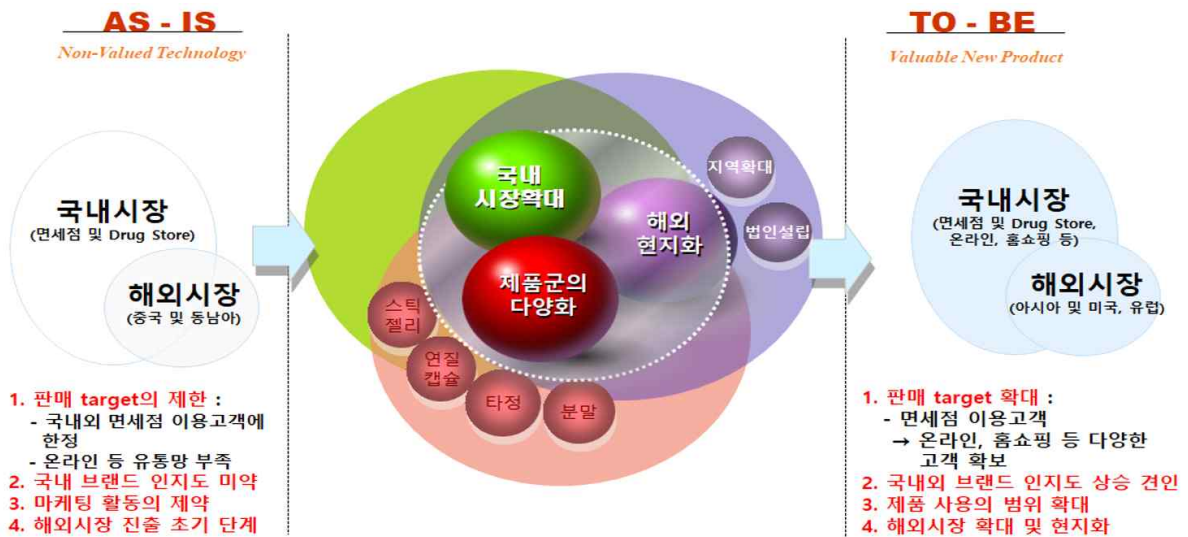 AS - IS
Non-Valued Technology
국내시장
(면세점 및 Drug Store)
해외시장
(중국 및 동남아)
1. 판매 target의 제한 :
- 국내외 면세점 이용고객에
한정
- 온라인 등 유통망 부족
2. 국내 브랜드 인지도 미약
3. 마케팅 활동의 제약
4. 해외시장 진출 초기 단계
국내
시장확대
해외
현지화
제품군의
다양화
지역확대
법인설립
스틱
젤리
연질
캡슐
타정
분말
TO - BE
Valuable New Product
국내시장
(면세점 및 Drug Store,
온라인, 홈쇼핑 등)
해외시장
(아시아 및 미국, 유럽)
1. 판매 target 확대 :
- 면세점 이용고객
→ 온라인, 홈쇼핑 등 다양한
고객 확보
2. 국내외 브랜드 인지도 상승 견인
3. 제품 사용의 범위 확대
4. 해외시장 확대 및 현지화